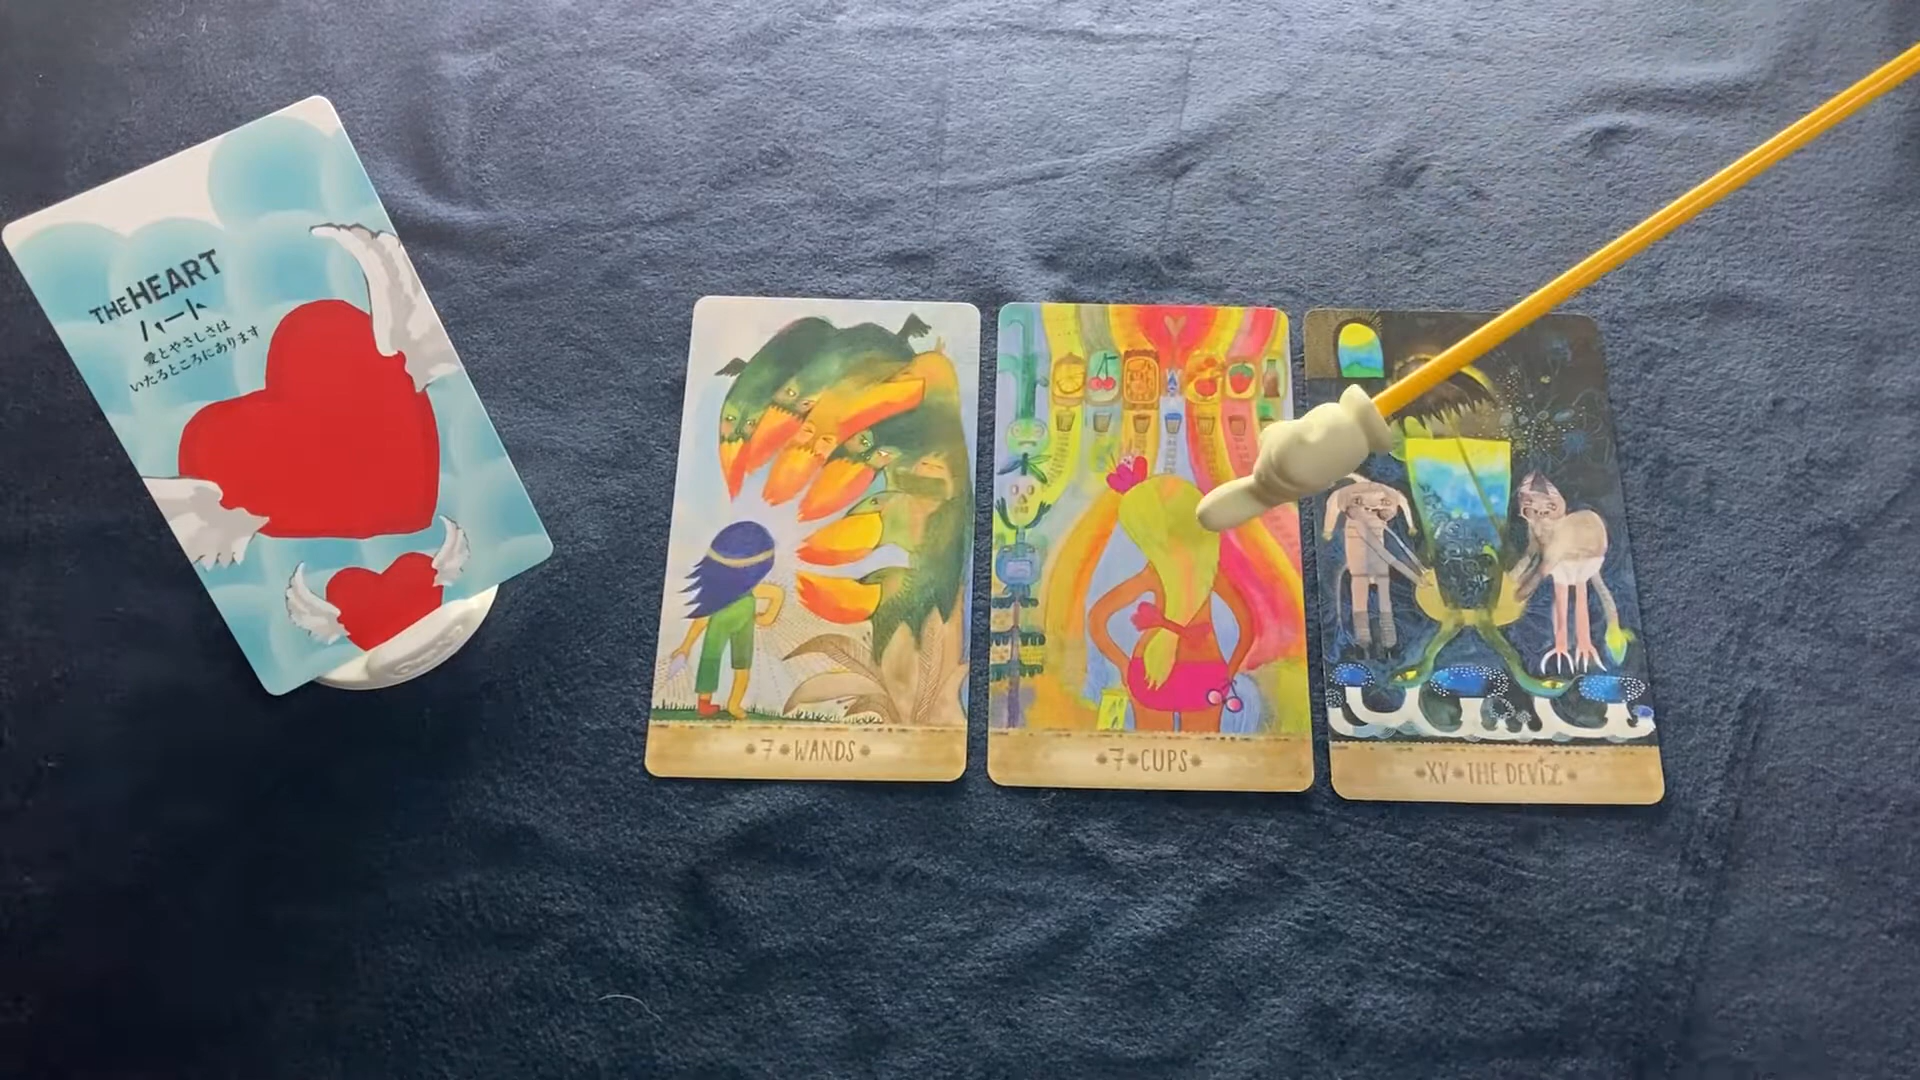 THE HEART
ハート
愛とやさしさは
いたるところにあります
7 WANDS
7 CUPS
XV THE DEVIL